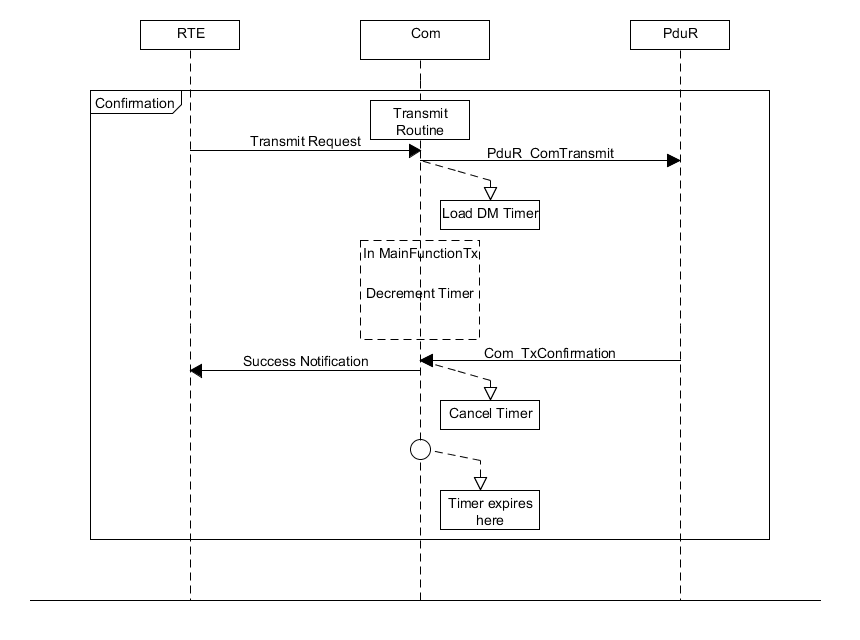 RTE
Com
PduR
Confirmation
Transmit
Routine
Transmit Request
PduR_ComTransmit
Load DM Timer
In MainFunctionTx
Decrement Timer
Com_TxConfirmation
Success Notification
Cancel Timer
Timer expires
here